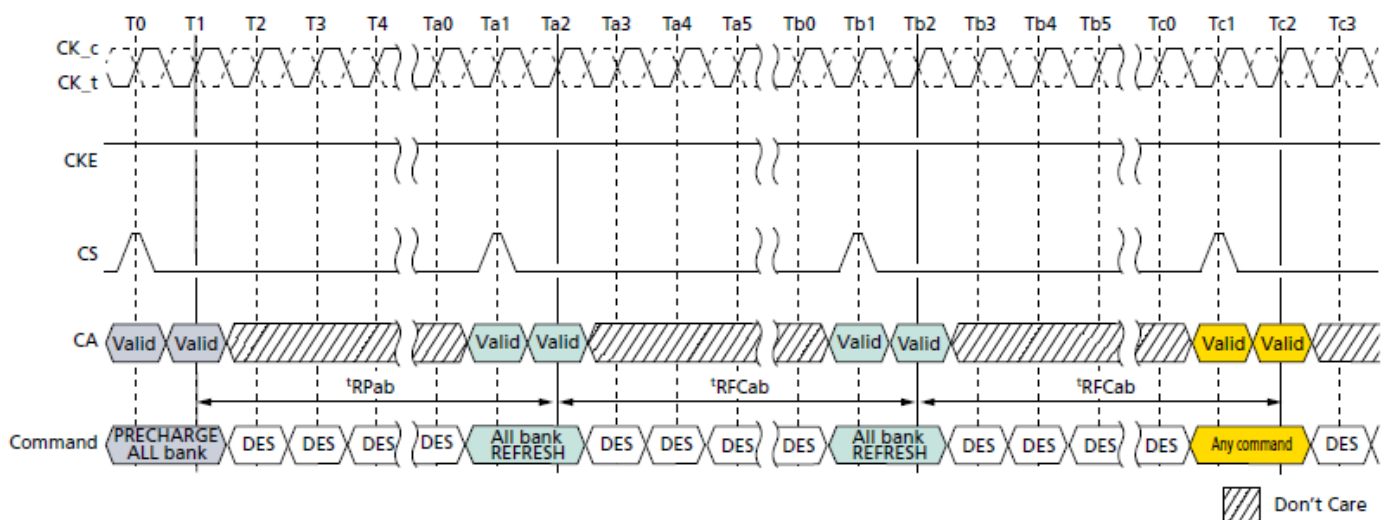 T0 T1 T2 T3 T4 Ta0 Ta1 Ta2 Ta3 Ta4 Ta5 Tb0 Tb1 Tb2 Tb3 Tb4 Tb5 Tc0 Tc1 Tc2 Tc3
CK_c
CK_t
CKE
CS
CA Valid Valid Valid Valid Valid Valid Valid Valid
tRPab tRFCab tRFCab
Command PRECHARGE ALL bank DES DES DES DES All bank REFRESH DES DES DES DES All bank REFRESH DES DES DES DES Any command DES
Don't Care